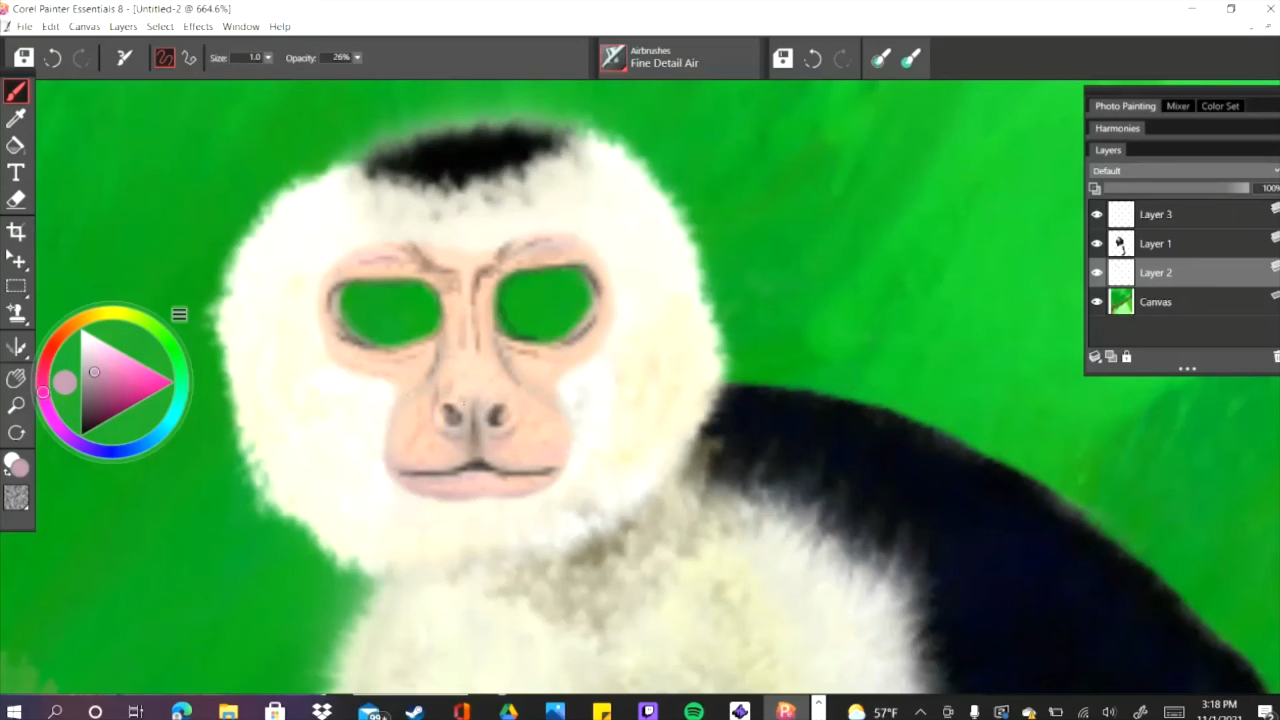 Corel Painter Essentials 8 - [Untitled-2 @ 664.6%]
File Edit Canvas Layers Select Effects Window Help
Size: 1.0 Opacity: 26%
Airbrushes
Fine Detail Air
Photo Painting Mixer Color Set
Harmonies
Layers
Default
100%
Layer 3
Layer 1
Layer 2
Canvas
T
99+
57°F
3:18 PM